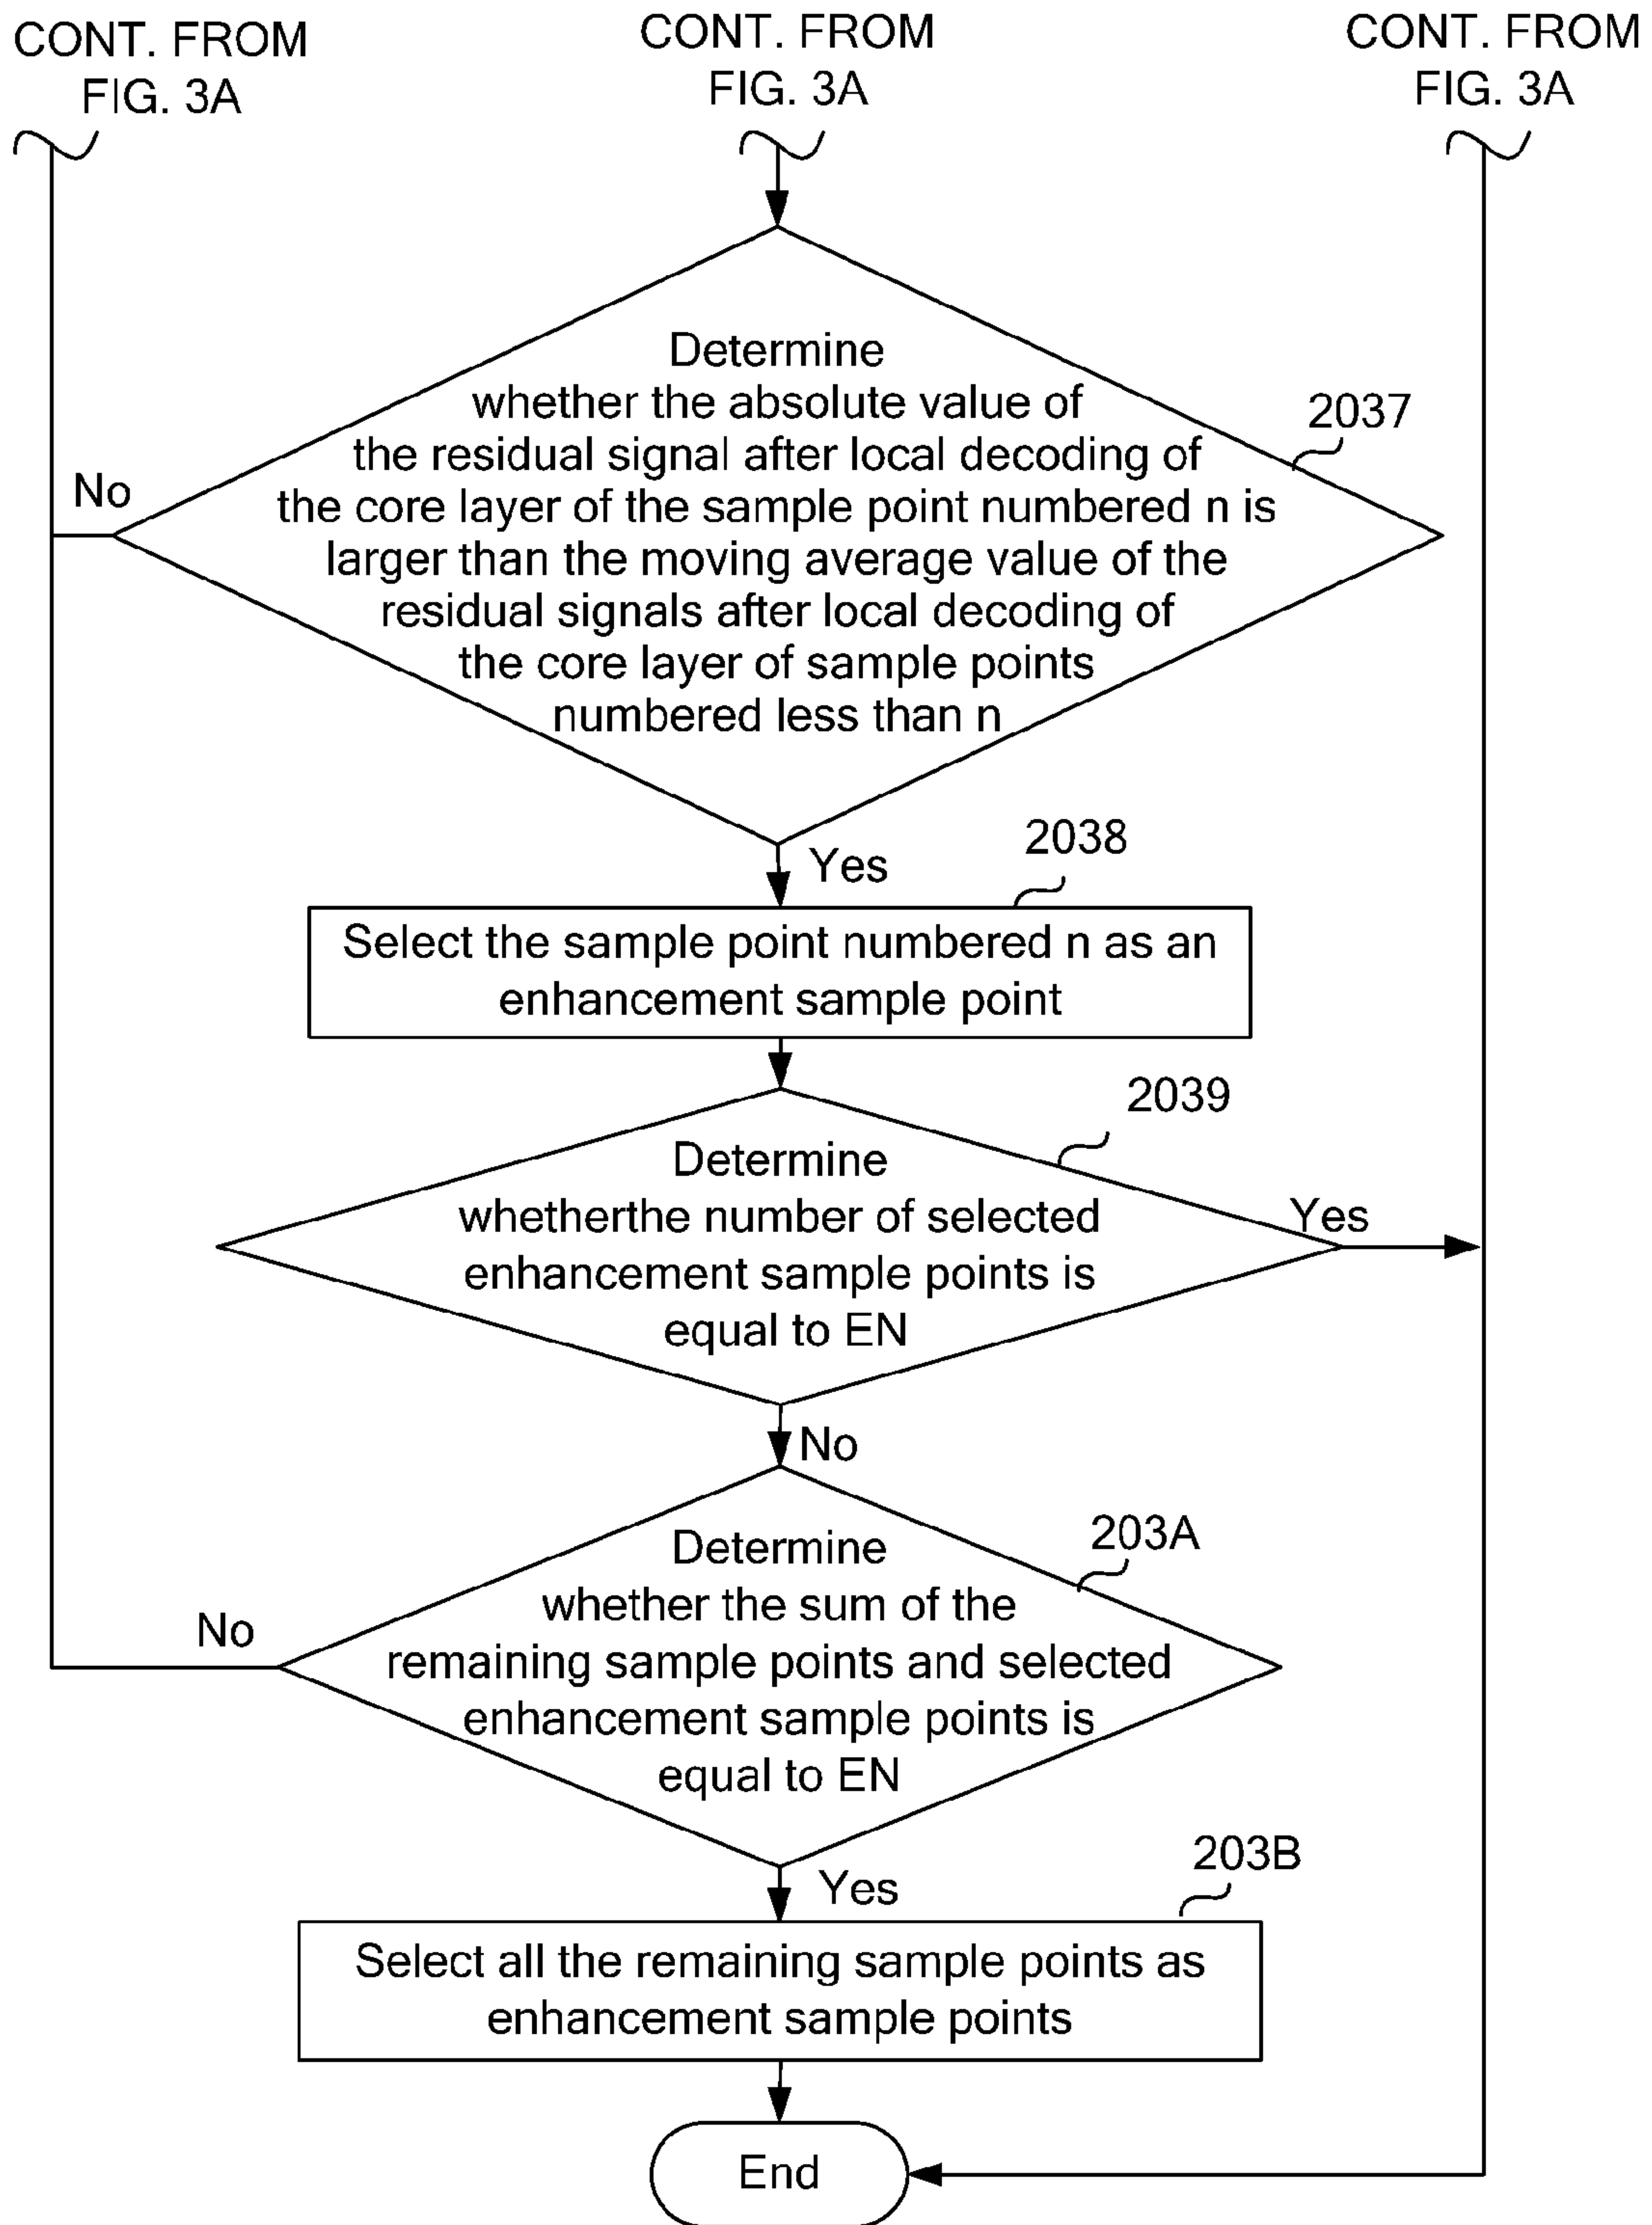 CONT. FROM
FIG. 3A
CONT. FROM
FIG. 3A
CONT. FROM
FIG. 3A
Determine
whether the absolute value of
the residual signal after local decoding of
the core layer of the sample point numbered n is
larger than the moving average value of the
residual signals after local decoding of
the core layer of sample points
numbered less than n
2037
No
Yes
2038
Select the sample point numbered n as an
enhancement sample point
2039
Determine
whetherthe number of selected
enhancement sample points is
equal to EN
Yes
No
203A
Determine
whether the sum of the
remaining sample points and selected
enhancement sample points is
equal to EN
No
Yes
203B
Select all the remaining sample points as
enhancement sample points
End